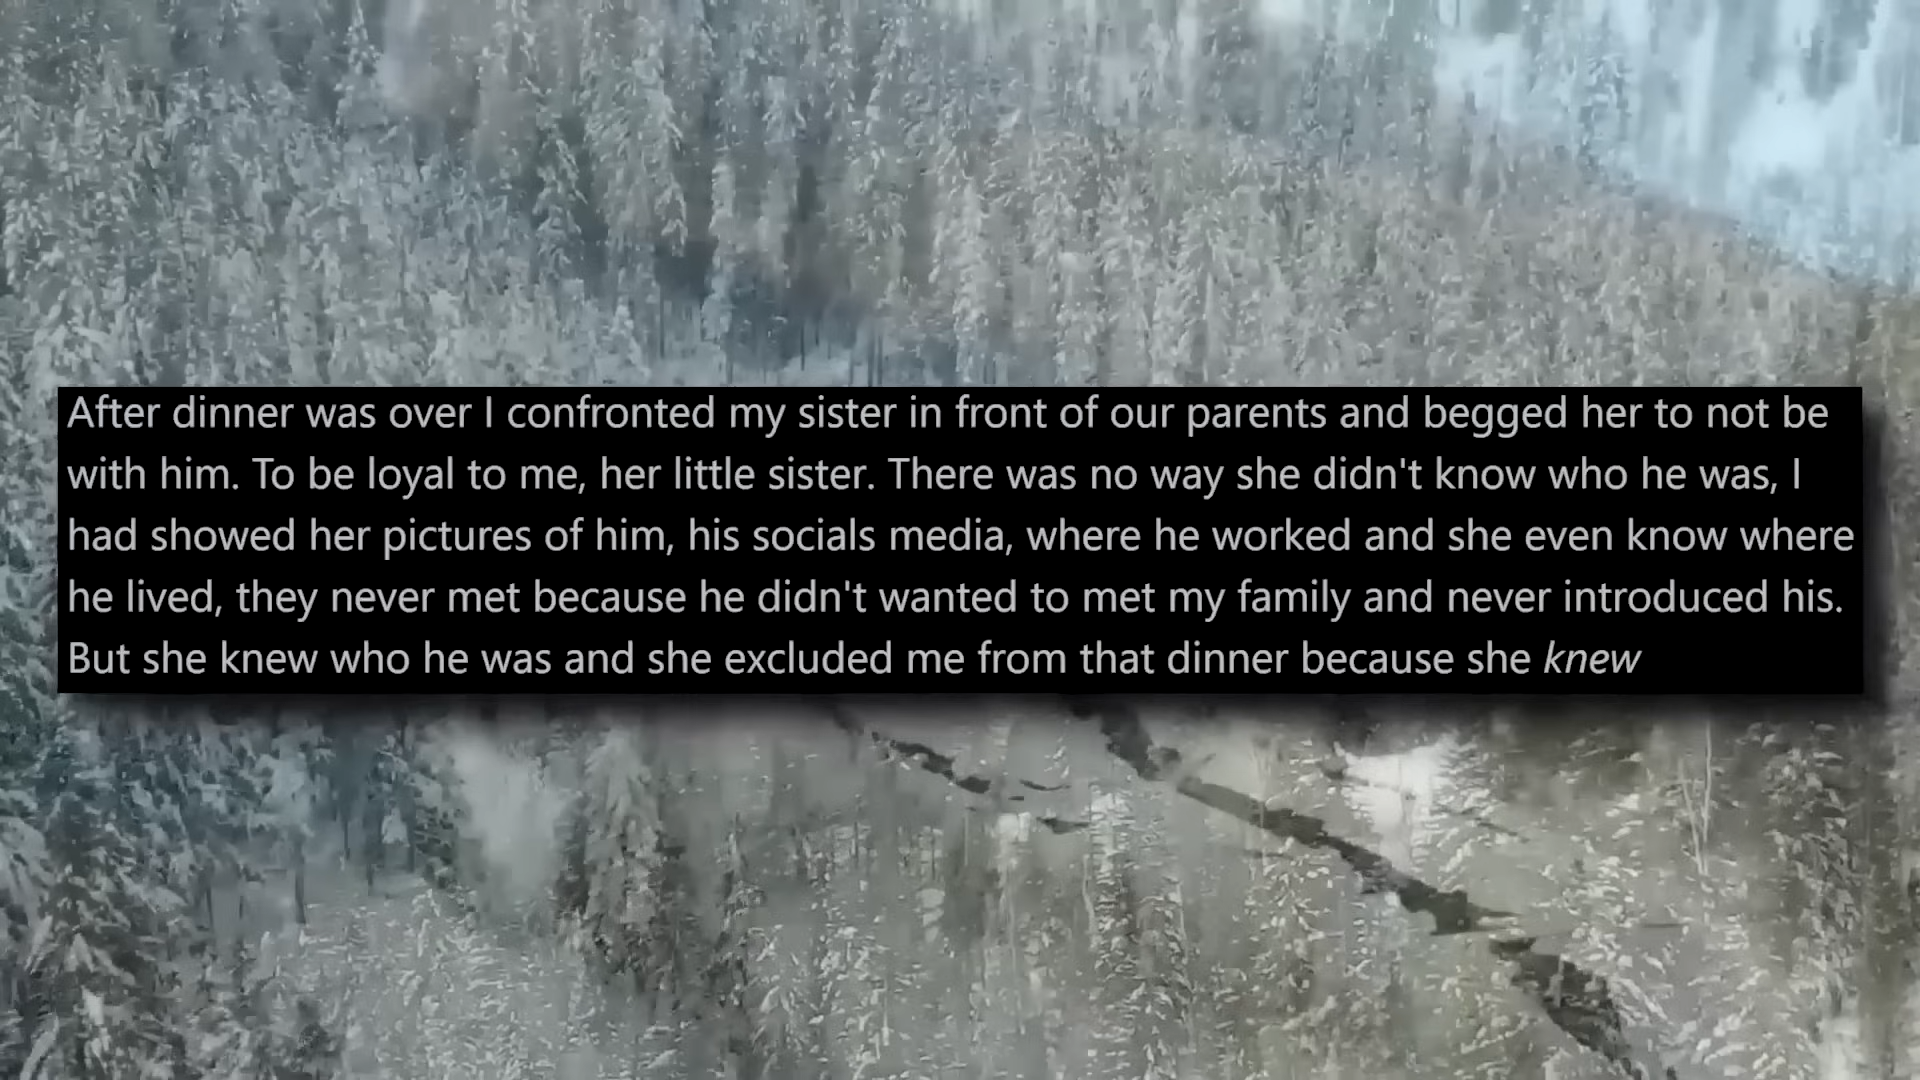 After dinner was over I confronted my sister in front of our parents and begged her to not be
with him. To be loyal to me, her little sister. There was no way she didn't know who he was, I
had showed her pictures of him, his socials media, where he worked and she even know where
he lived, they never met because he didn't wanted to met my family and never introduced his.
But she knew who he was and she excluded me from that dinner because she knew